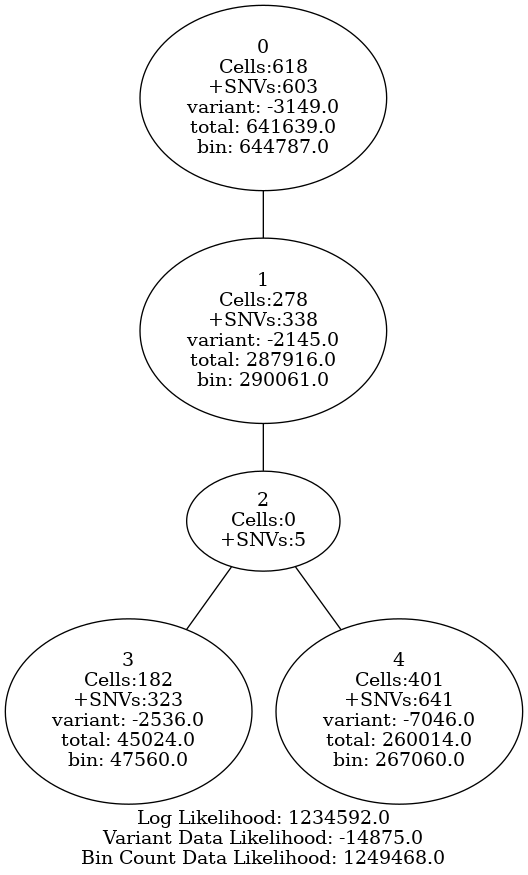 0
Cells:618
+SNVs:603
variant: -3149.0
total: 641639.0
bin: 644787.0
1
Cells:278
+SNVs:338
variant: -2145.0
total: 287916.0
bin: 290061.0
2
Cells:0
+SNVs:5
3
Cells:182
+SNVs:323
variant: -2536.0
total: 45024.0
bin: 47560.0
4
Cells:401
+SNVs:641
variant: -7046.0
total: 260014.0
bin: 267060.0
Log Likelihood: 1234592.0
Variant Data Likelihood: -14875.0
Bin Count Data Likelihood: 1249468.0